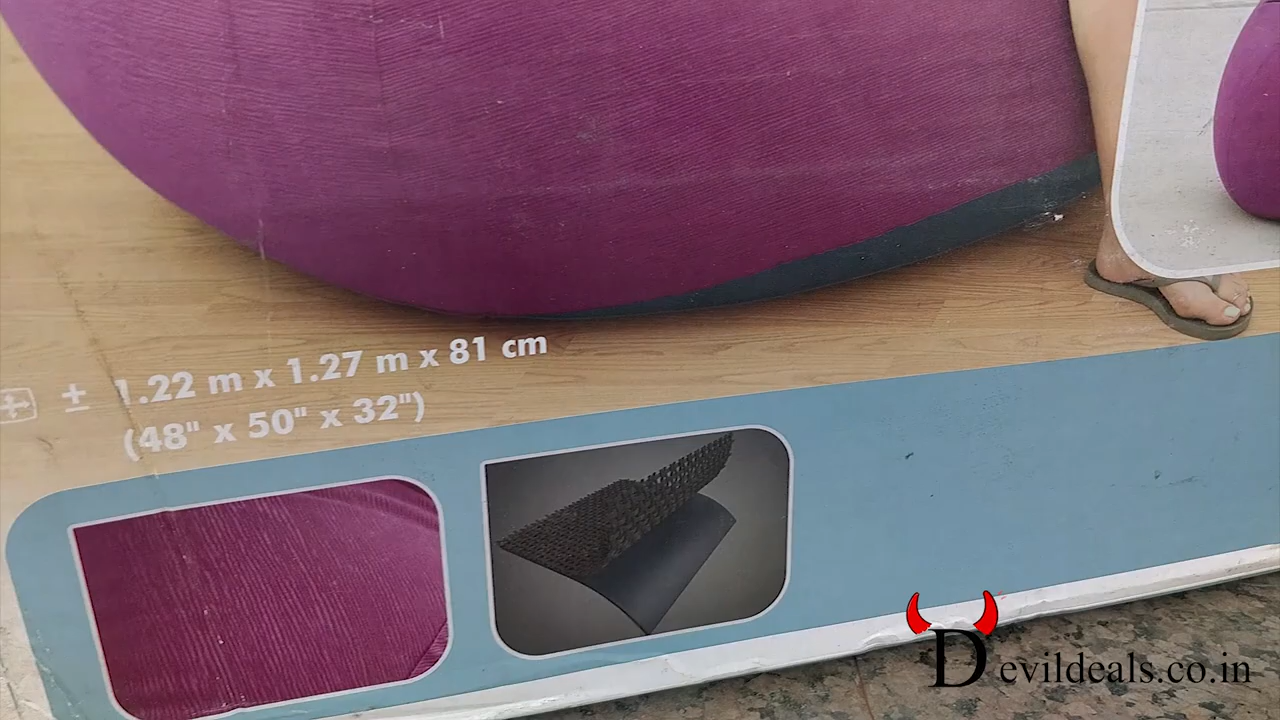 ± 1.22 m x 1.27 m x 81 cm
(48" x 50" x 32")
Devildeals.co.in